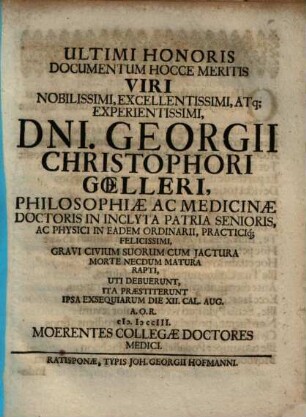 ULTIMI HONORIS
DOCUMENTUM HOCCE MERITIS
VIRI
NOBILISSIMI, EXCELLENTISSIMI, ATq;
EXPERIENTISSIMI,
DNI. GEORGII
CHRISTOPHORI
GŒLLERI,
PHILOSOPHIÆ AC MEDICINÆ
DOCTORIS IN INCLYTA PATRIA SENIORIS,
AC PHYSICI IN EADEM ORDINARII, PRACTICIq;
FELICISSIMI,
GRAVI CIVIUM SUORUM CUM JACTURA
MORTE NECDUM MATURA
RAPTI,
UTI DEBUERUNT,
ITA PRÆSTITERUNT
IPSA EXSEQUIARUM DIE XII. CAL. AUG.
A.O.R.
cIɔ. Iɔ ccIII.
MOERENTES COLLEGÆ DOCTORES
MEDICI.
RATISPONÆ, TYPIS JOH. GEORGII HOFMANNI.